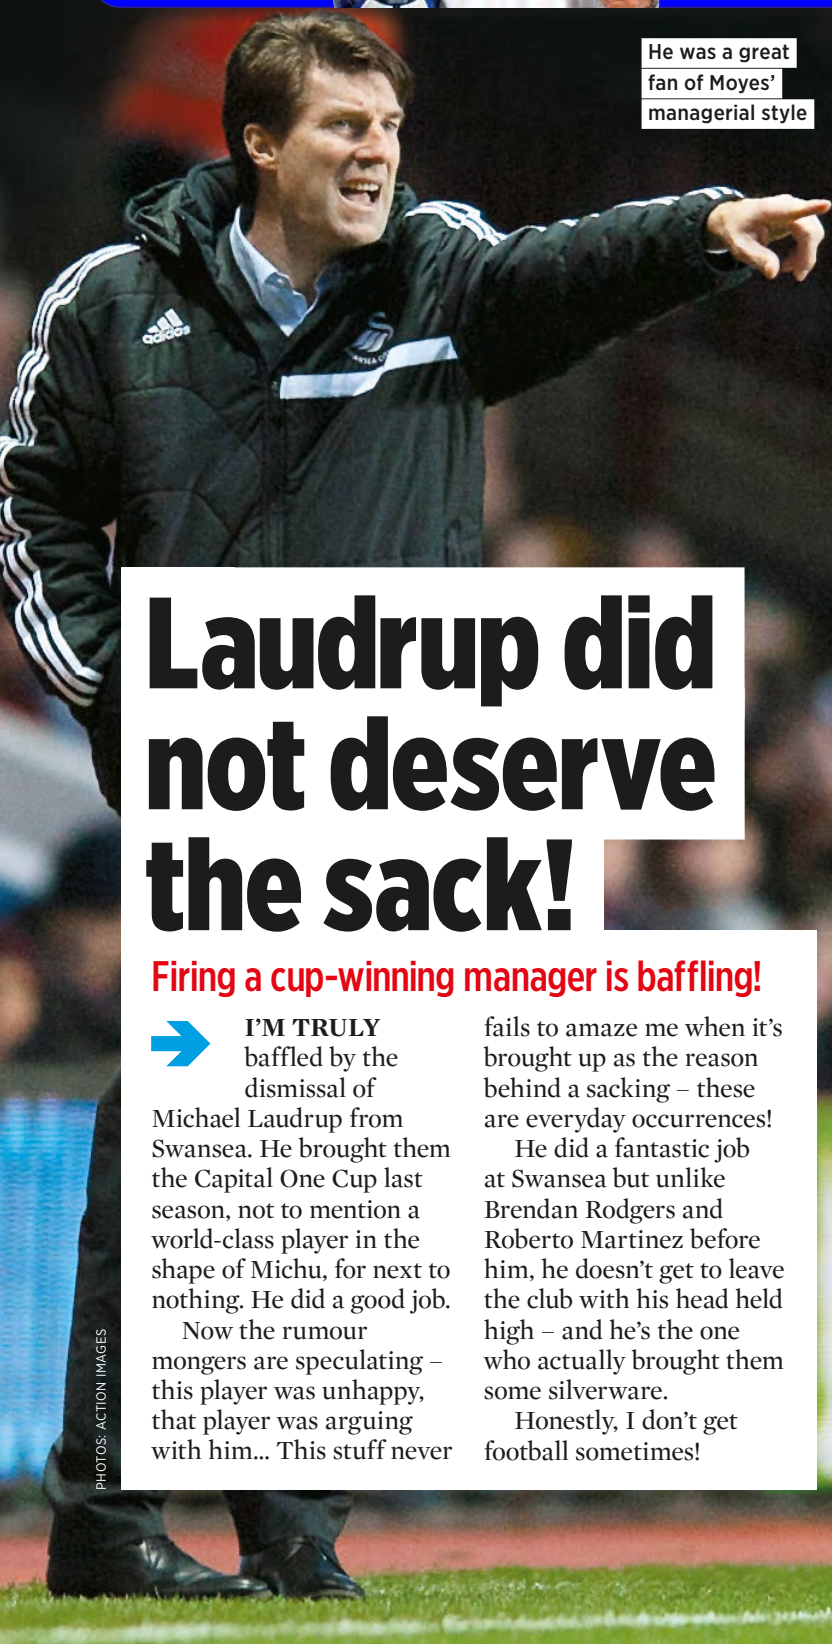 He was a great
fan of Moyes'
managerial style
adidas
Laudrup did
not deserve
the sack!
Firing a cup-winning manager is baffling!
I'M TRULY
baffled by the
dismissal of
Michael Laudrup from
Swansea. He brought them
the Capital One Cup last
season, not to mention a
world-class player in the
shape of Michu, for next to
nothing. He did a good job.
Now the rumour
mongers are speculating –
this player was unhappy,
that player was arguing
with him... This stuff never
fails to amaze me when it's
brought up as the reason
behind a sacking – these
are everyday occurrences!
He did a fantastic job
at Swansea but unlike
Brendan Rodgers and
Roberto Martinez before
him, he doesn't get to leave
the club with his head held
high – and he's the one
who actually brought them
some silverware.
Honestly, I don't get
football sometimes!
PHOTOS: ACTION IMAGES